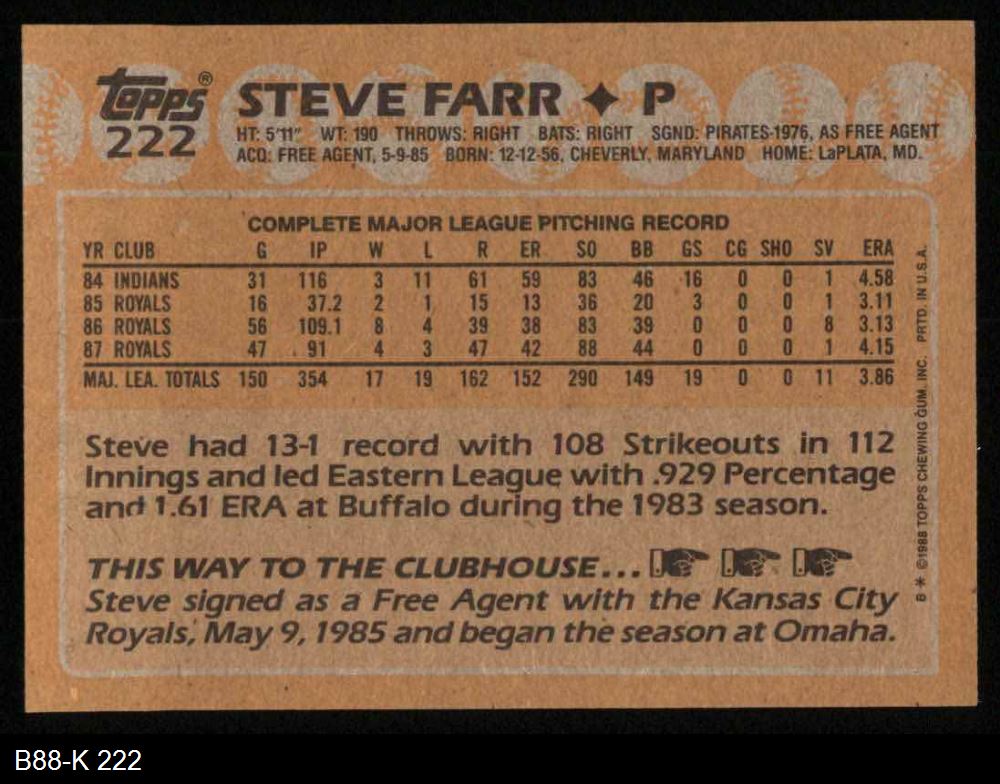 Topps®
222
STEVE FARR ✦ P
HT: 5'11" WT: 190 THROWS: RIGHT BATS: RIGHT SGND: PIRATES-1976, AS FREE AGENT
ACQ: FREE AGENT, 5-9-85 BORN: 12-12-56, CHEVERLY, MARYLAND HOME: LaPLATA, MD.
COMPLETE MAJOR LEAGUE PITCHING RECORD
YR CLUB G IP W L R ER SO BB GS CG SHO SV ERA
84 INDIANS 31 116 3 11 61 59 83 46 16 0 0 1 4.58
85 ROYALS 16 37.2 2 1 15 13 36 20 3 0 0 1 3.11
86 ROYALS 56 109.1 8 4 39 38 83 39 0 0 0 8 3.13
87 ROYALS 47 91 4 3 47 42 88 44 0 0 0 1 4.15
MAJ. LEA. TOTALS 150 354 17 19 162 152 290 149 19 0 0 11 3.86
Steve had 13-1 record with 108 Strikeouts in 112
Innings and led Eastern League with .929 Percentage
and 1.61 ERA at Buffalo during the 1983 season.
THIS WAY TO THE CLUBHOUSE...
Steve signed as a Free Agent with the Kansas City
Royals, May 9, 1985 and began the season at Omaha.
B * ©1988 TOPPS CHEWING GUM, INC. PRTD. IN U.S.A.
B88-K 222